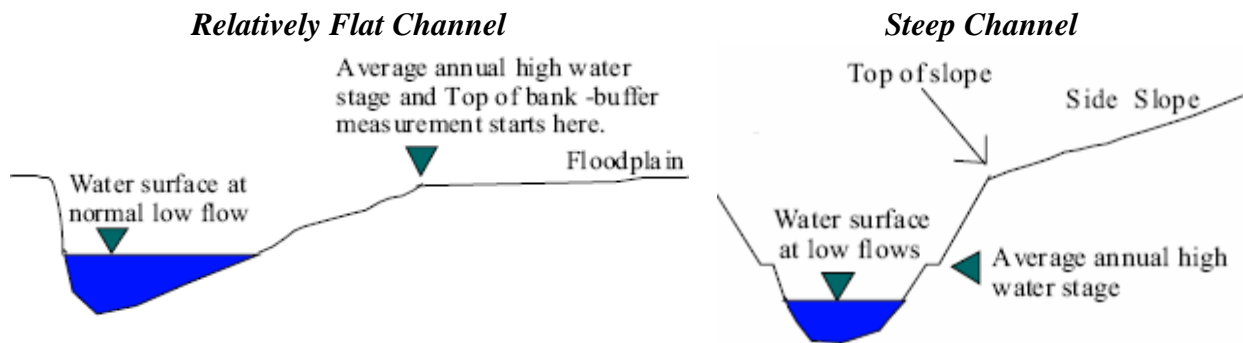 Relatively Flat Channel
Average annual high water
stage and Top of bank -buffer
measurement starts here.
Floodplain
Water surface at
normal low flow
Steep Channel
Top of slope
Side Slope
Water surface
at low flows
Average annual high
water stage